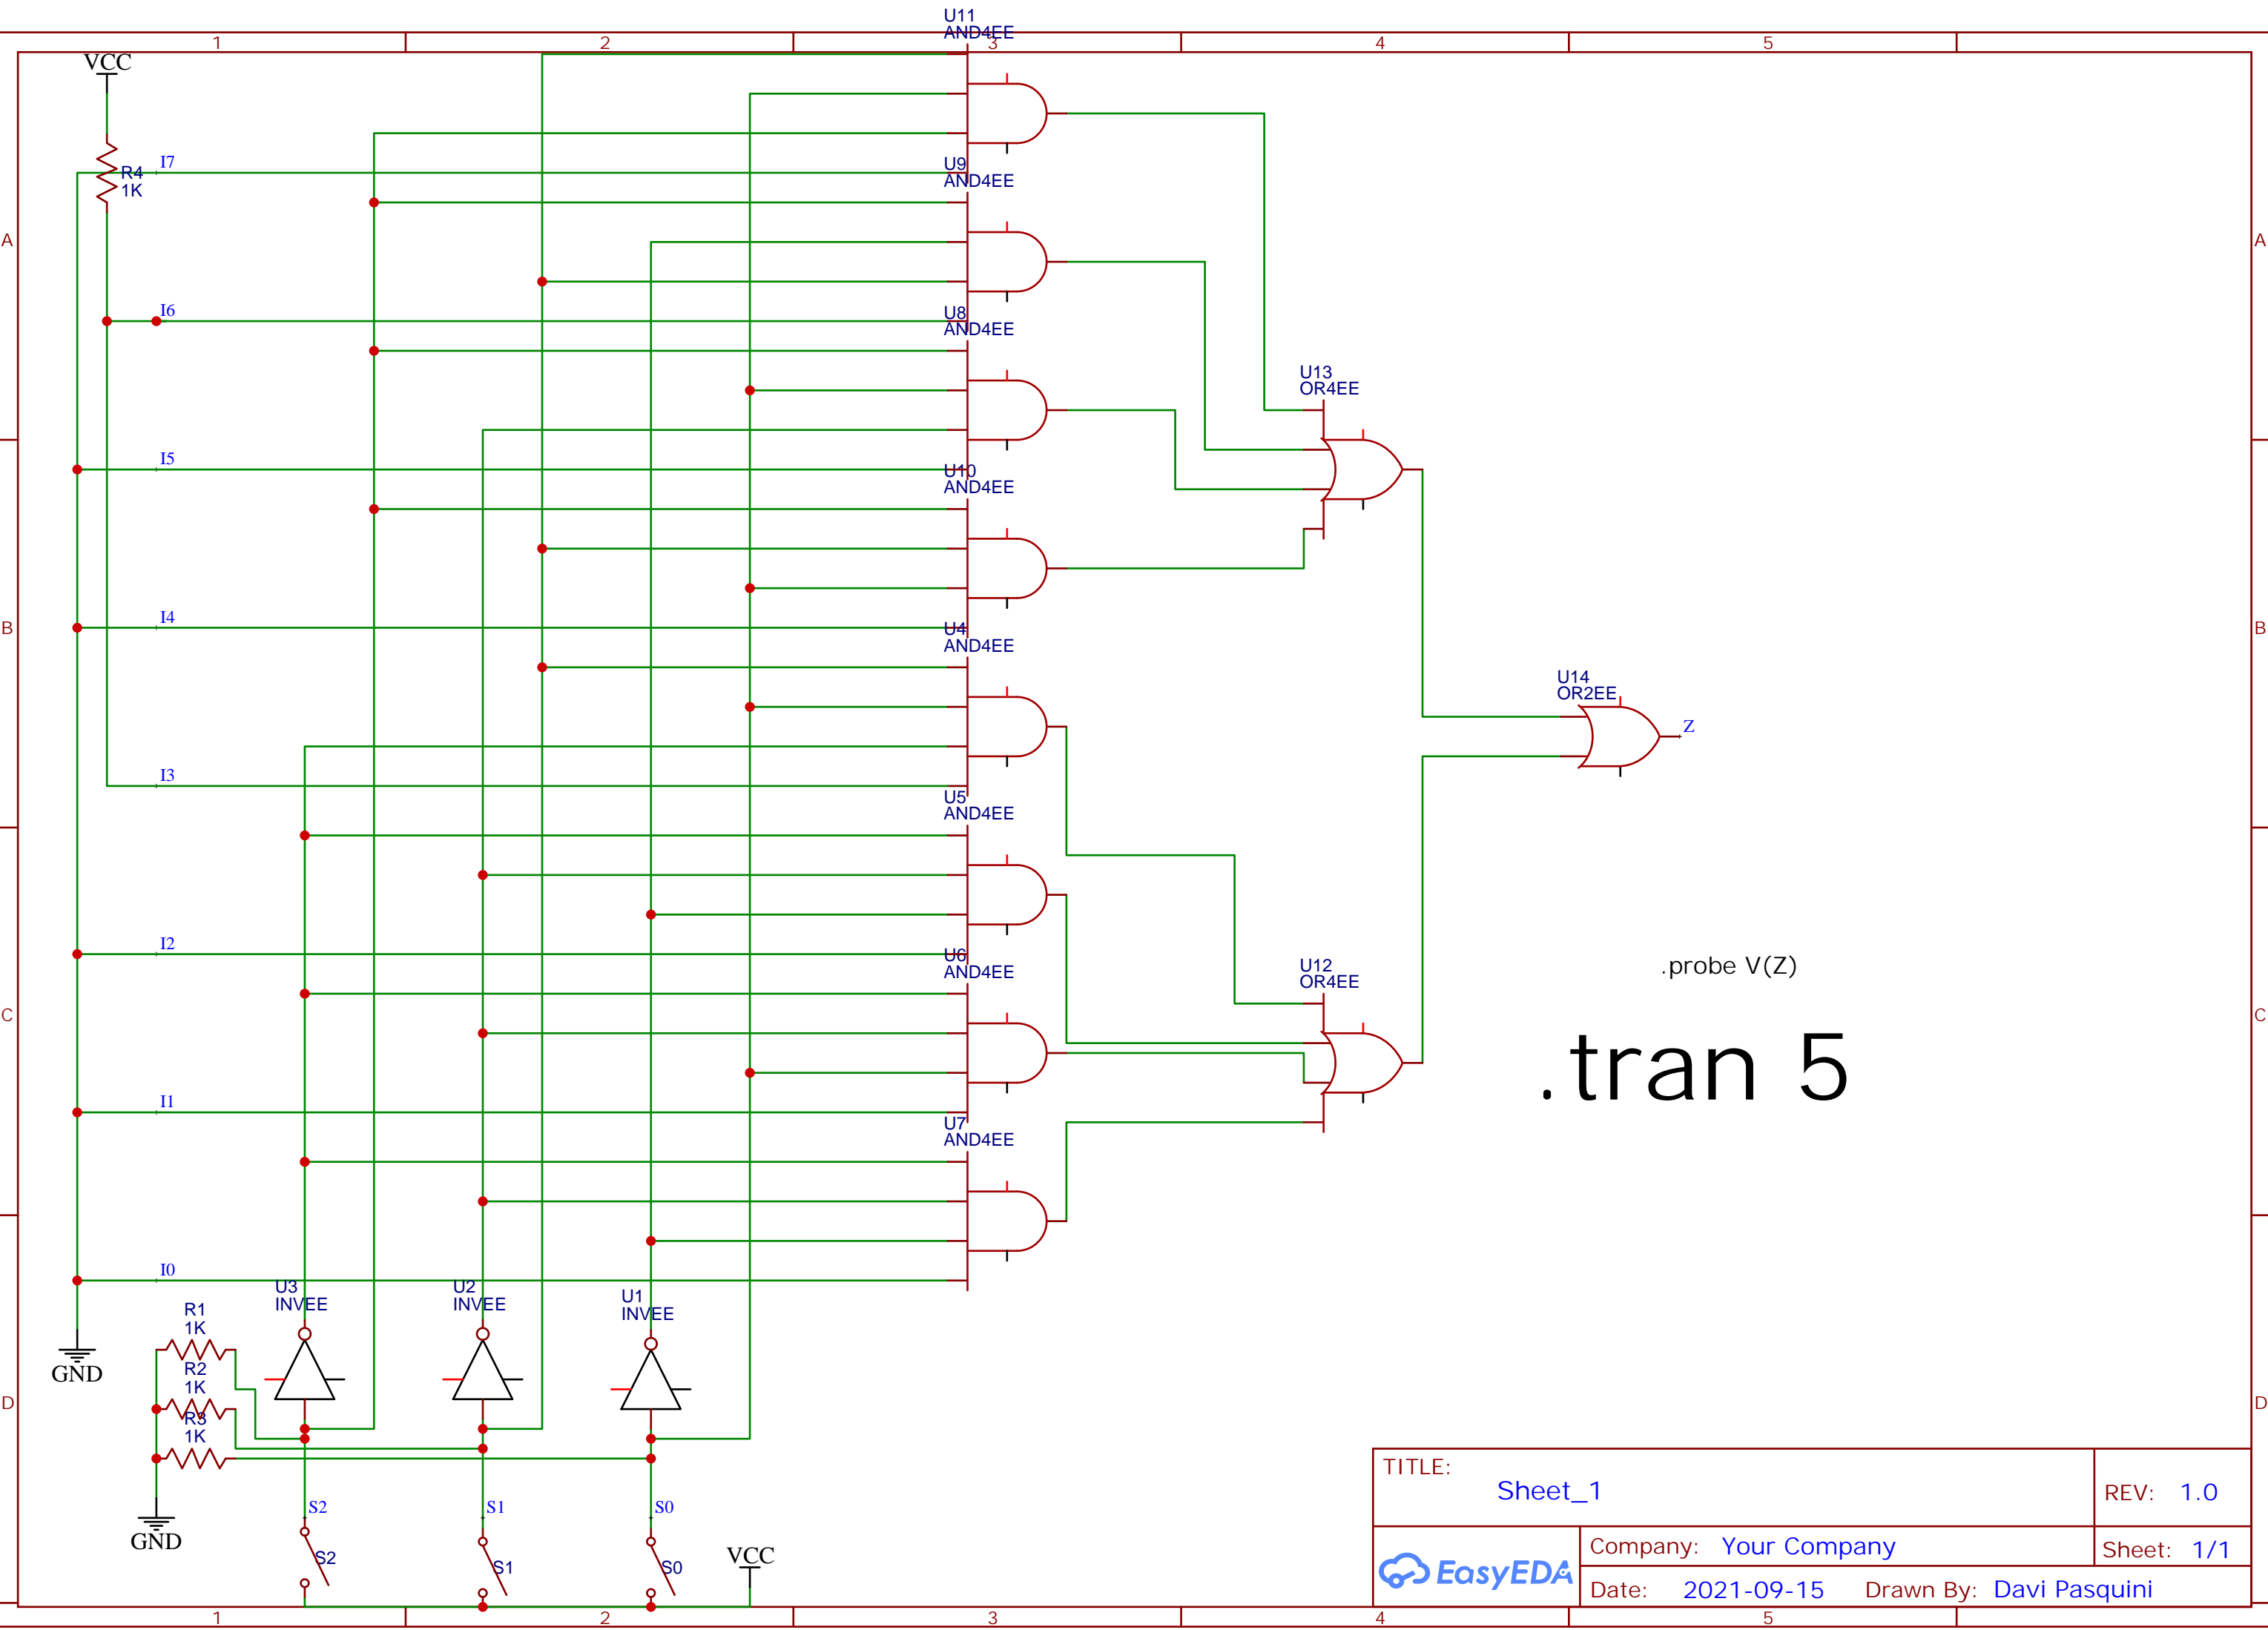 U11
AND4EE
1
2
3
4
5
VCC
I7
R4
1K
U9
AND4EE
A
A
I6
U8
AND4EE
U13
OR4EE
I5
U10
AND4EE
B
B
I4
U4
AND4EE
U14
OR2EE
Z
I3
U5
AND4EE
I2
U6
AND4EE
U12
OR4EE
.probe V(Z)
C
C
.tran 5
I1
U7
AND4EE
I0
U3
INVEE
U2
INVEE
U1
INVEE
R1
1K
GND
R2
1K
D
D
R3
1K
S2
S1
S0
GND
S2
S1
S0
VCC
TITLE:
Sheet_1
REV: 1.0
EasyEDA
Company: Your Company
Sheet: 1/1
Date: 2021-09-15 Drawn By: Davi Pasquini
1
2
3
4
5